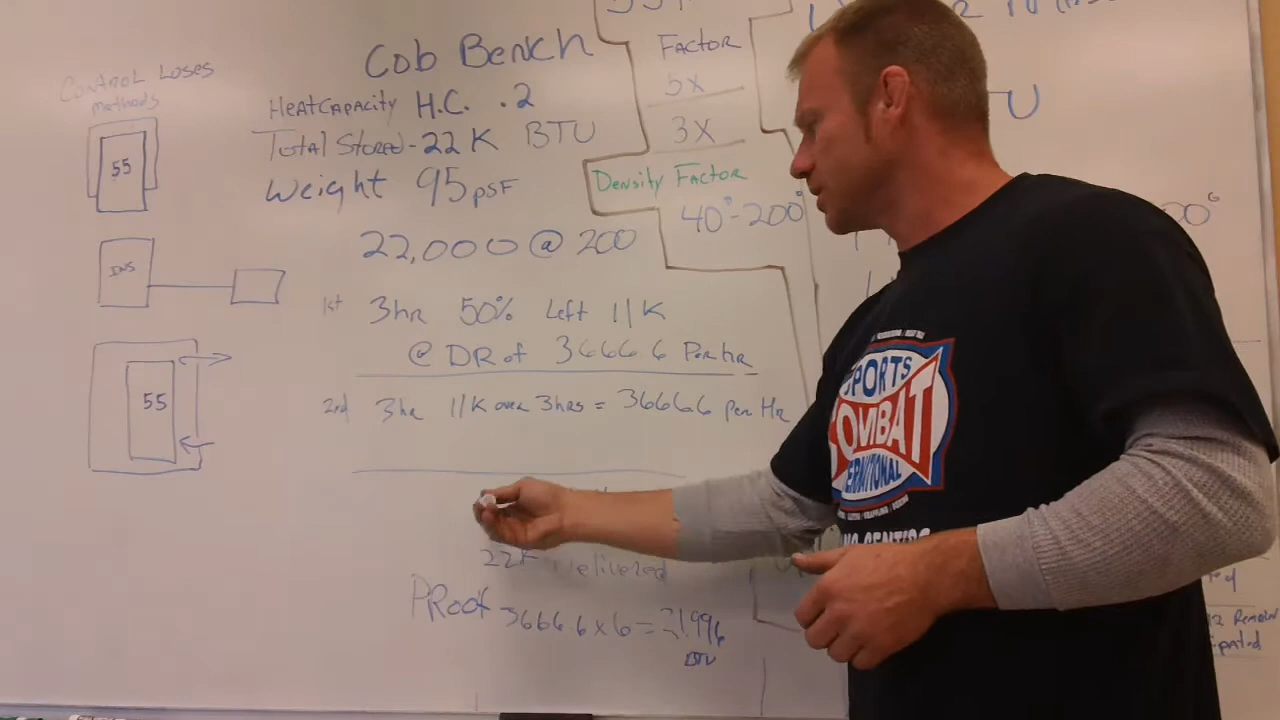 Control Loses
methods
55
INS
55
Cob Bench
HeatCapacity H.C. .2
Total Stored - 22 K BTU
Weight 95 PSF
22,000 @ 200
1st 3hr 50% Left 11K
@ DR of 3666.6 Per hr
2nd 3hr 11K over 3hrs = 3666.6 per Hr
22K Delivered
PRoof 3666.6 x 6 = 21,996
BTU
Factor
5x
3X
Density Factor
40° - 200°
U
SPORTS
COMBAT
INTERNATIONAL